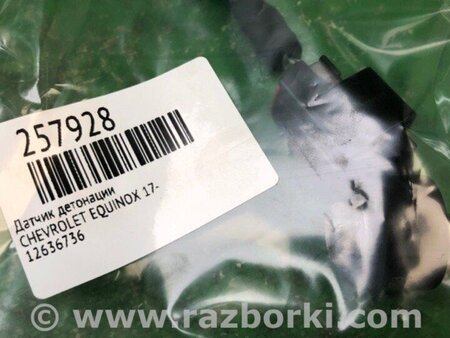 257928
Датчик детонации
CHEVROLET EQUINOX 17-
12636736
© www.razborki.com